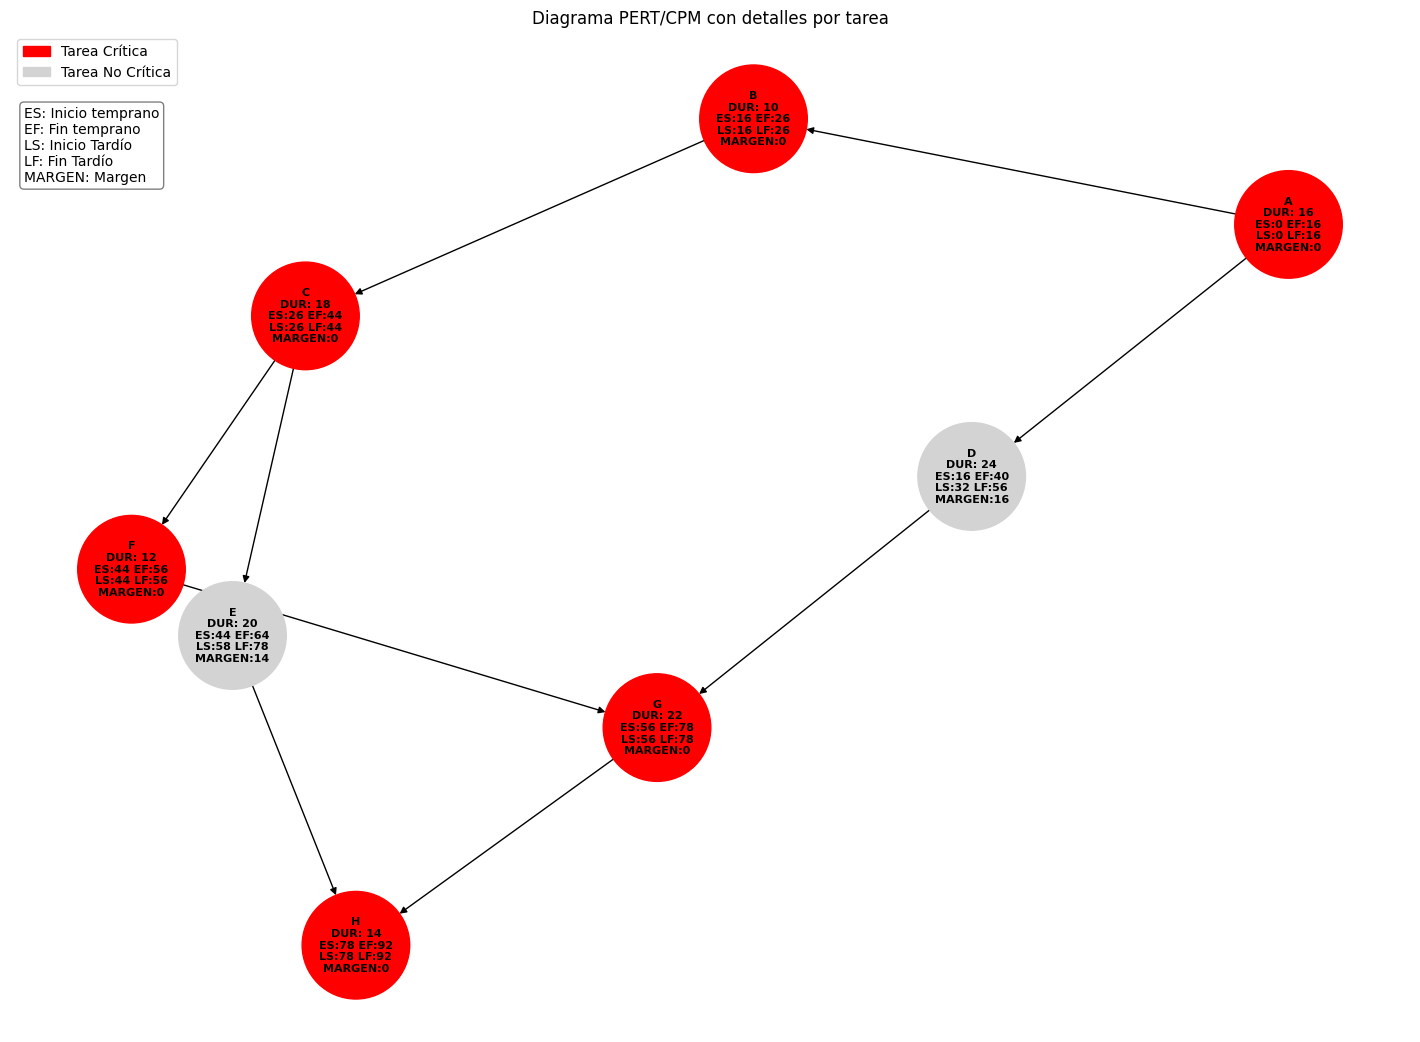 Diagrama PERT/CPM con detalles por tarea
Tarea Crítica
Tarea No Crítica
ES: Inicio temprano
EF: Fin temprano
LS: Inicio Tardío
LF: Fin Tardío
MARGEN: Margen
B
DUR: 10
ES:16 EF:26
LS:16 LF:26
MARGEN:0
A
DUR: 16
ES:0 EF:16
LS:0 LF:16
MARGEN:0
C
DUR: 18
ES:26 EF:44
LS:26 LF:44
MARGEN:0
D
DUR: 24
ES:16 EF:40
LS:32 LF:56
MARGEN:16
F
DUR: 12
ES:44 EF:56
LS:44 LF:56
MARGEN:0
E
DUR: 20
ES:44 EF:64
LS:58 LF:78
MARGEN:14
G
DUR: 22
ES:56 EF:78
LS:56 LF:78
MARGEN:0
H
DUR: 14
ES:78 EF:92
LS:78 LF:92
MARGEN:0